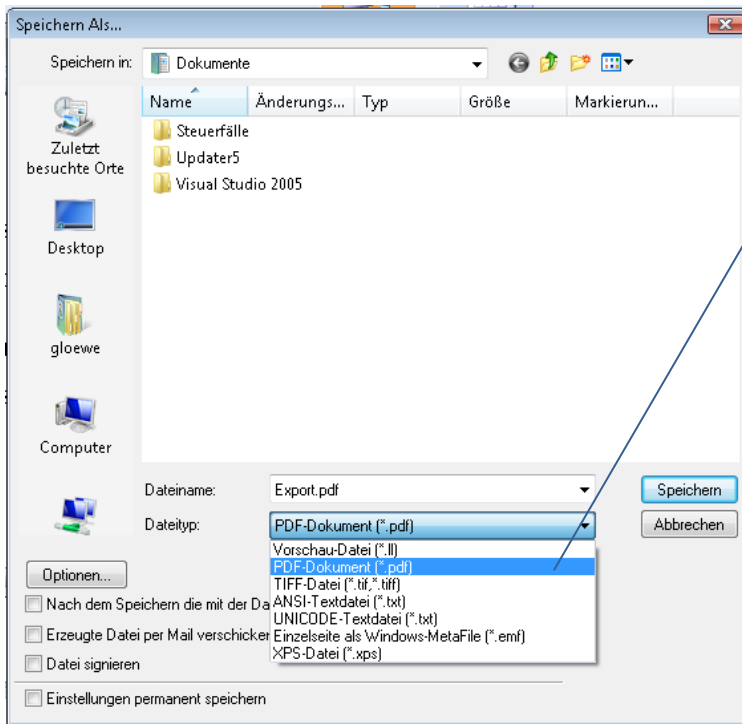 Speichern Als...
Speichern in:
Dokumente
Name Änderungs... Typ Größe Markierun...
Steuerfälle
Updater5
Visual Studio 2005
Zuletzt
besuchte Orte
Desktop
gloewe
Computer
Dateiname: Export.pdf Speichern
Dateityp: PDF-Dokument (*.pdf) Abbrechen
Vorschau-Datei (*.ll)
PDF-Dokument (*.pdf)
TIFF-Datei (*.tif,*.tiff)
ANSI-Textdatei (*.txt)
UNICODE-Textdatei (*.txt)
Einzelseite als Windows-MetaFile (*.emf)
XPS-Datei (*.xps)
Optionen...
Nach dem Speichern die mit der Da
Erzeugte Datei per Mail verschicken
Datei signieren
Einstellungen permanent speichern